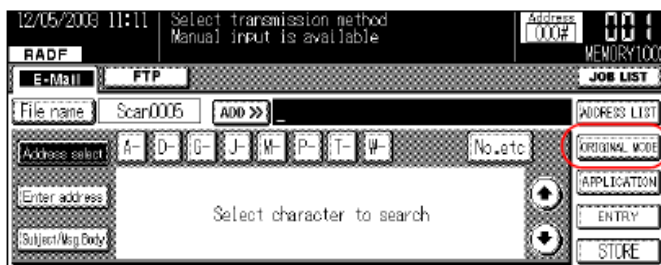 12/05/2003 11:11
Select transmission method
Manual input is available
Address
000#
001
RADF
MEMORY100
E-Mail
FTP
JOB LIST
File name
Scan0005
ADD >>
_
ADDRESS LIST
Address select
A-
D-
G-
J-
M-
P-
T-
W-
No.etc
ORIGINAL MODE
Enter address
Select character to search
APPLICATION
ENTRY
Subject/Msg Body
STORE